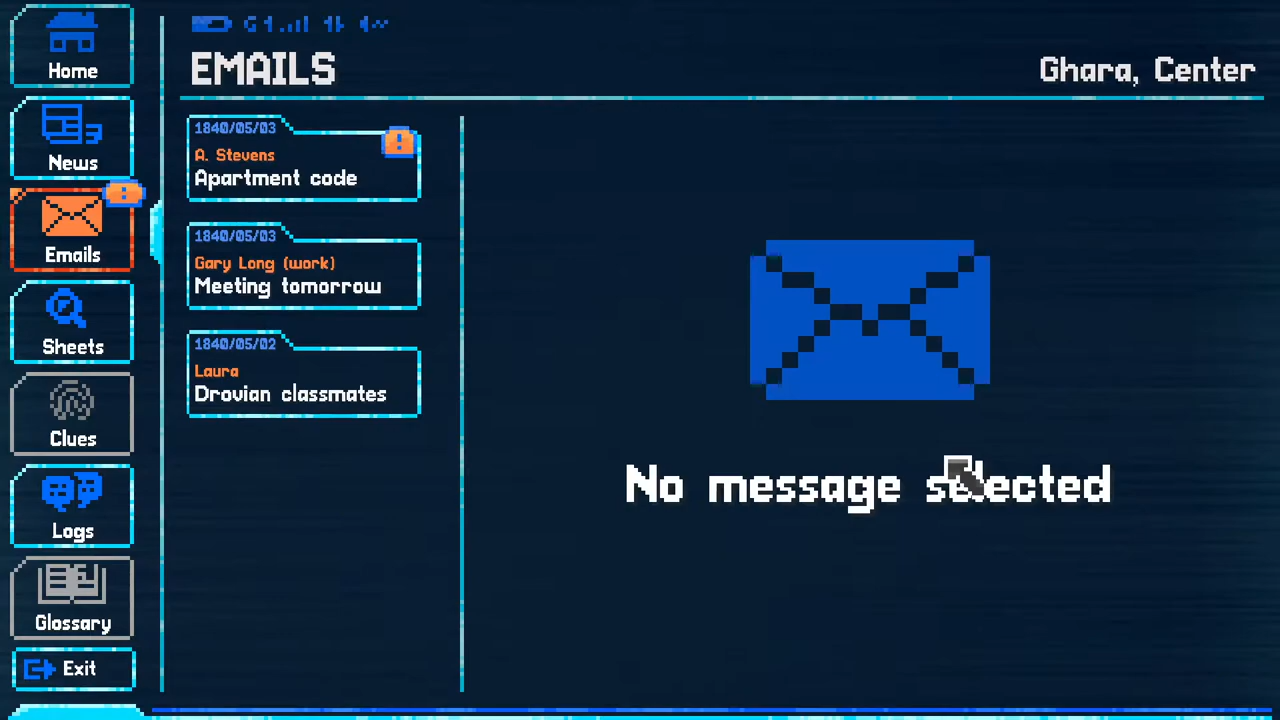 Home
News
Emails
Sheets
Clues
Logs
Glossary
Exit
EMAILS
Ghara, Center
1840/05/03
A. Stevens
Apartment code
1840/05/03
Gary Long (work)
Meeting tomorrow
1840/05/02
Laura
Drovian classmates
No message selected